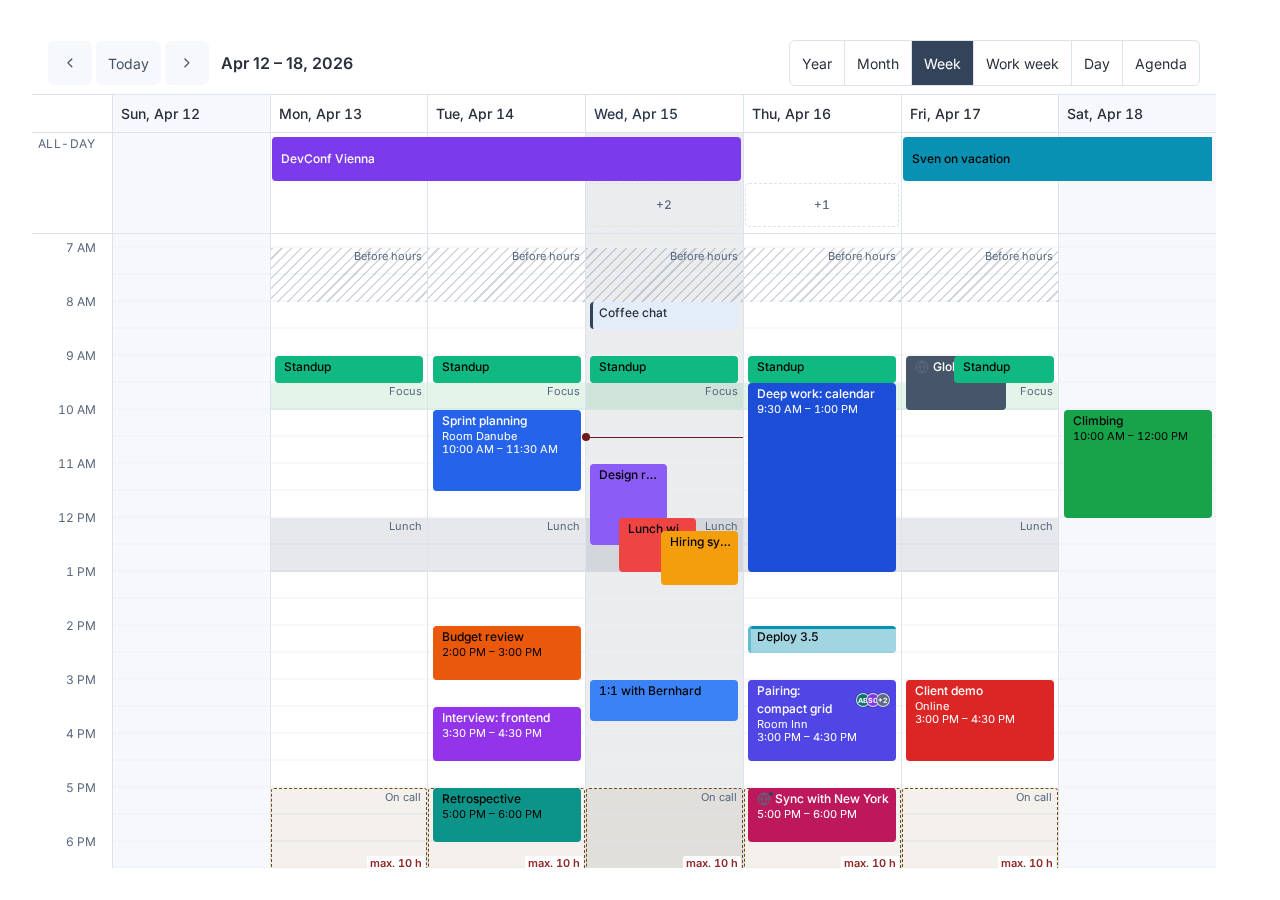 Today
Apr 12 – 18, 2026
Year
Month
Week
Work week
Day
Agenda
Sun, Apr 12
Mon, Apr 13
Tue, Apr 14
Wed, Apr 15
Thu, Apr 16
Fri, Apr 17
Sat, Apr 18
ALL-DAY
DevConf Vienna
Sven on vacation
+2
+1
7 AM
Before hours
Before hours
Before hours
Before hours
Before hours
8 AM
Coffee chat
9 AM
Standup
Standup
Standup
Standup
Standup
Focus
Focus
Focus
Focus
Deep work: calendar
9:30 AM – 1:00 PM
10 AM
Sprint planning
Room Danube
10:00 AM – 11:30 AM
Climbing
10:00 AM – 12:00 PM
11 AM
Design r...
12 PM
Lunch
Lunch
Lunch
Lunch
Lunch wi
Hiring sy...
1 PM
2 PM
Budget review
2:00 PM – 3:00 PM
Deploy 3.5
3 PM
1:1 with Bernhard
Pairing:
compact grid
Room Inn
3:00 PM – 4:30 PM
+2
Client demo
Online
3:00 PM – 4:30 PM
Interview: frontend
3:30 PM – 4:30 PM
4 PM
5 PM
On call
Retrospective
5:00 PM – 6:00 PM
On call
Sync with New York
5:00 PM – 6:00 PM
On call
6 PM
max. 10 h
max. 10 h
max. 10 h
max. 10 h
max. 10 h